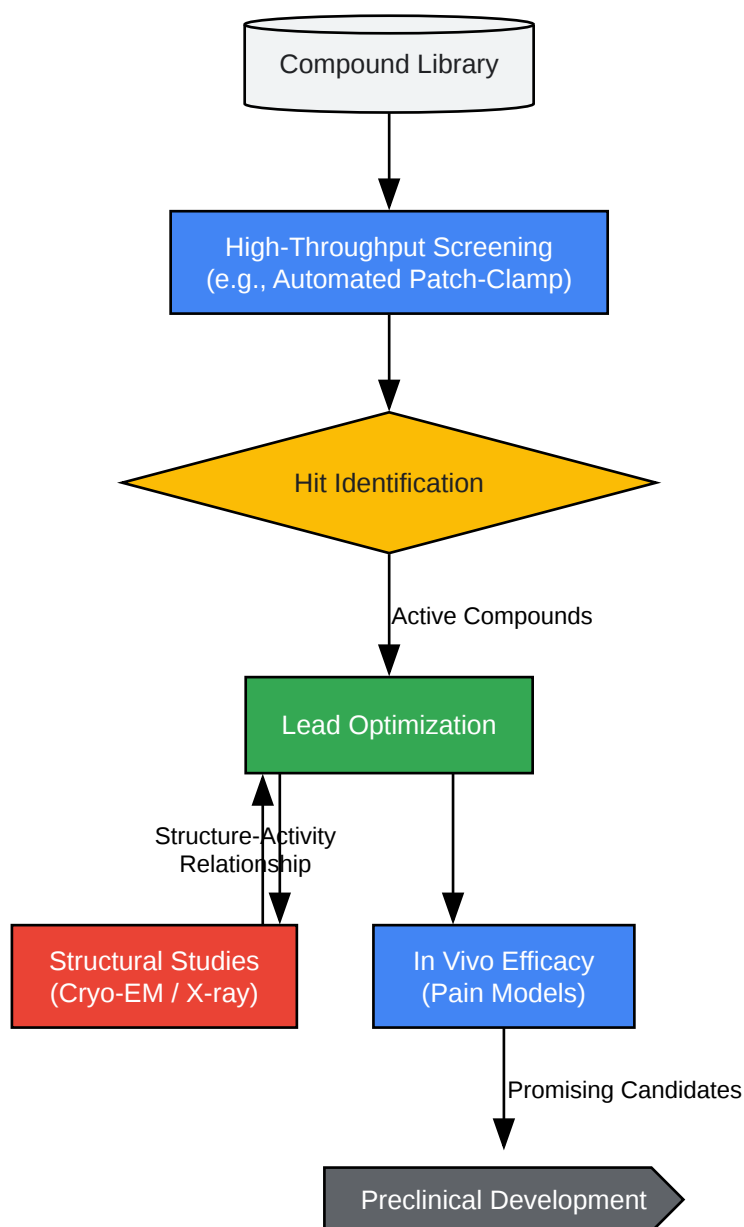 Compound Library
High-Throughput Screening
(e.g., Automated Patch-Clamp)
Hit Identification
Active Compounds
Lead Optimization
Structure-Activity
Relationship
Structural Studies
(Cryo-EM / X-ray)
In Vivo Efficacy
(Pain Models)
Promising Candidates
Preclinical Development